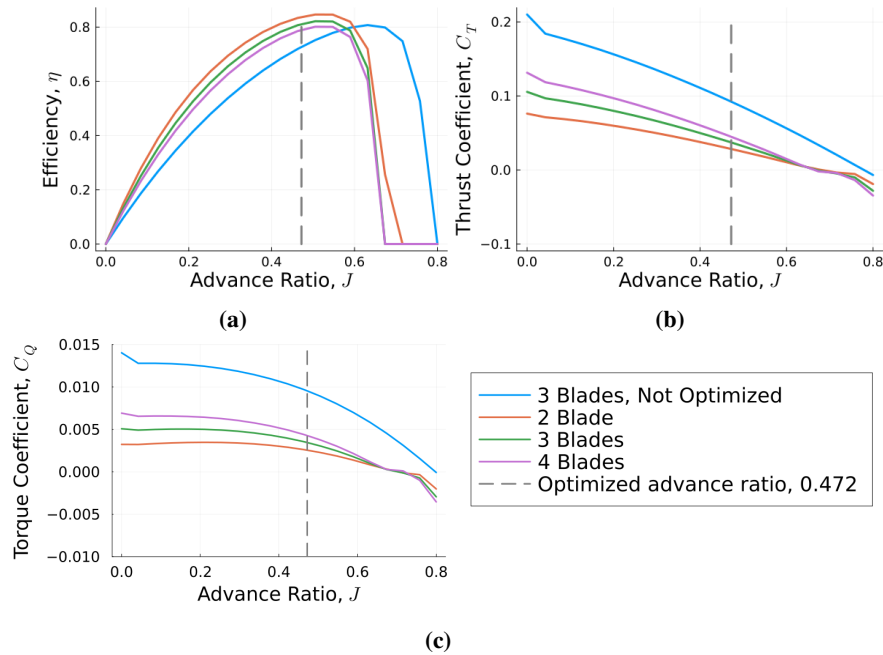 Efficiency, η
0.8
0.6
0.4
0.2
0.0
0.0 0.2 0.4 0.6 0.8
Advance Ratio, J
(a)
Thrust Coefficient, C_T
0.2
0.1
0.0
−0.1
0.0 0.2 0.4 0.6 0.8
Advance Ratio, J
(b)
Torque Coefficient, C_Q
0.015
0.010
0.005
0.000
−0.005
−0.010
0.0 0.2 0.4 0.6 0.8
Advance Ratio, J
3 Blades, Not Optimized
2 Blade
3 Blades
4 Blades
Optimized advance ratio, 0.472
(c)